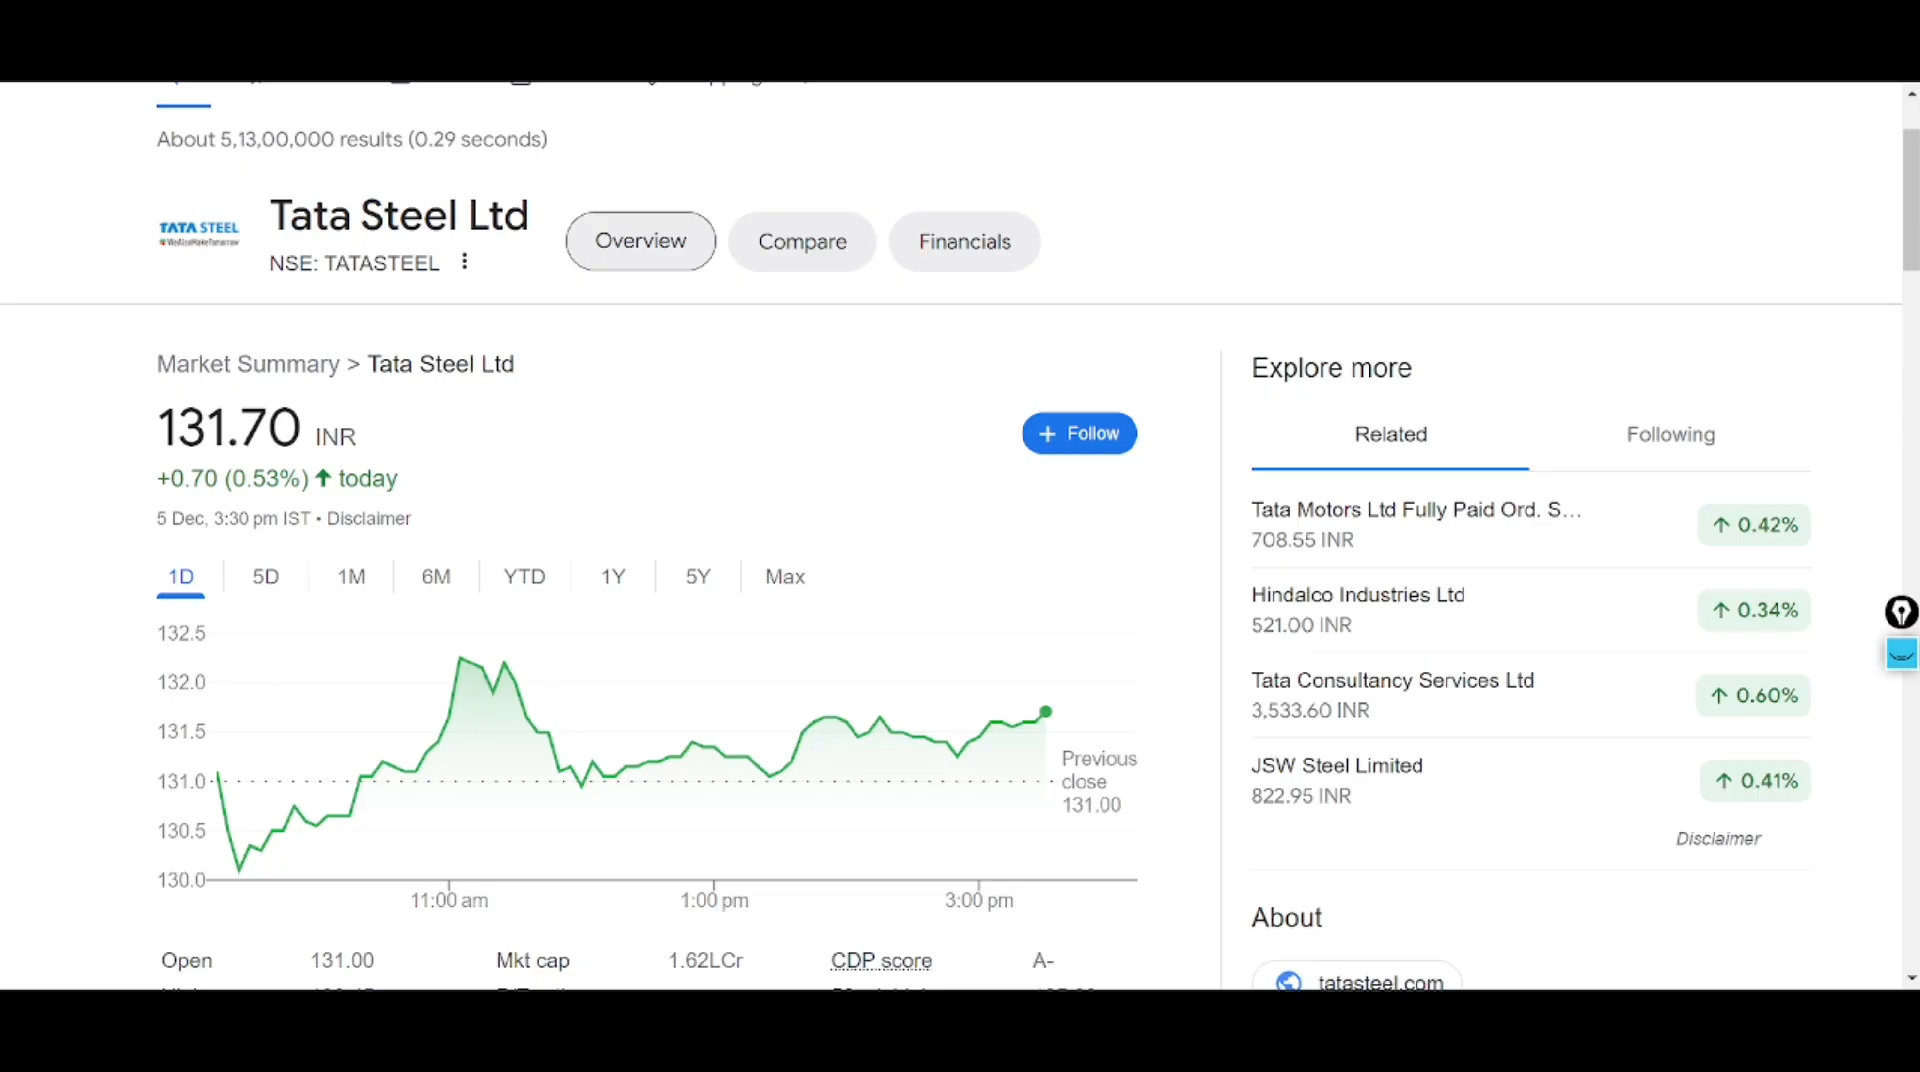 About 5,13,00,000 results (0.29 seconds)
TATA STEEL
#WeAlsoMakeTomorrow
Tata Steel Ltd
NSE: TATASTEEL
Overview
Compare
Financials
Market Summary > Tata Steel Ltd
131.70 INR
+0.70 (0.53%) ↑ today
5 Dec, 3:30 pm IST • Disclaimer
+ Follow
1D 5D 1M 6M YTD 1Y 5Y Max
132.5
132.0
131.5
131.0
130.5
130.0
Previous
close
131.00
11:00 am 1:00 pm 3:00 pm
Open 131.00 Mkt cap 1.62LCr CDP score A-
Explore more
Related Following
Tata Motors Ltd Fully Paid Ord. S...
708.55 INR
↑ 0.42%
Hindalco Industries Ltd
521.00 INR
↑ 0.34%
Tata Consultancy Services Ltd
3,533.60 INR
↑ 0.60%
JSW Steel Limited
822.95 INR
↑ 0.41%
Disclaimer
About
tatasteel.com